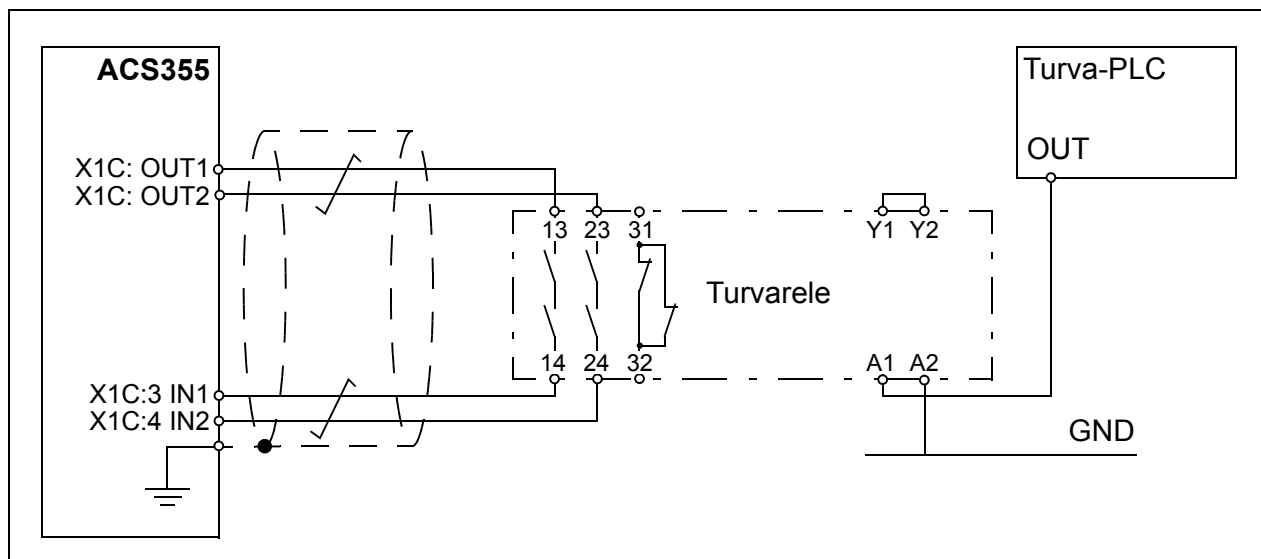 ACS355
Turva-PLC
OUT
X1C: OUT1
X1C: OUT2
13 23 31
Y1 Y2
Turvarele
14 24 32
A1 A2
X1C:3 IN1
X1C:4 IN2
GND